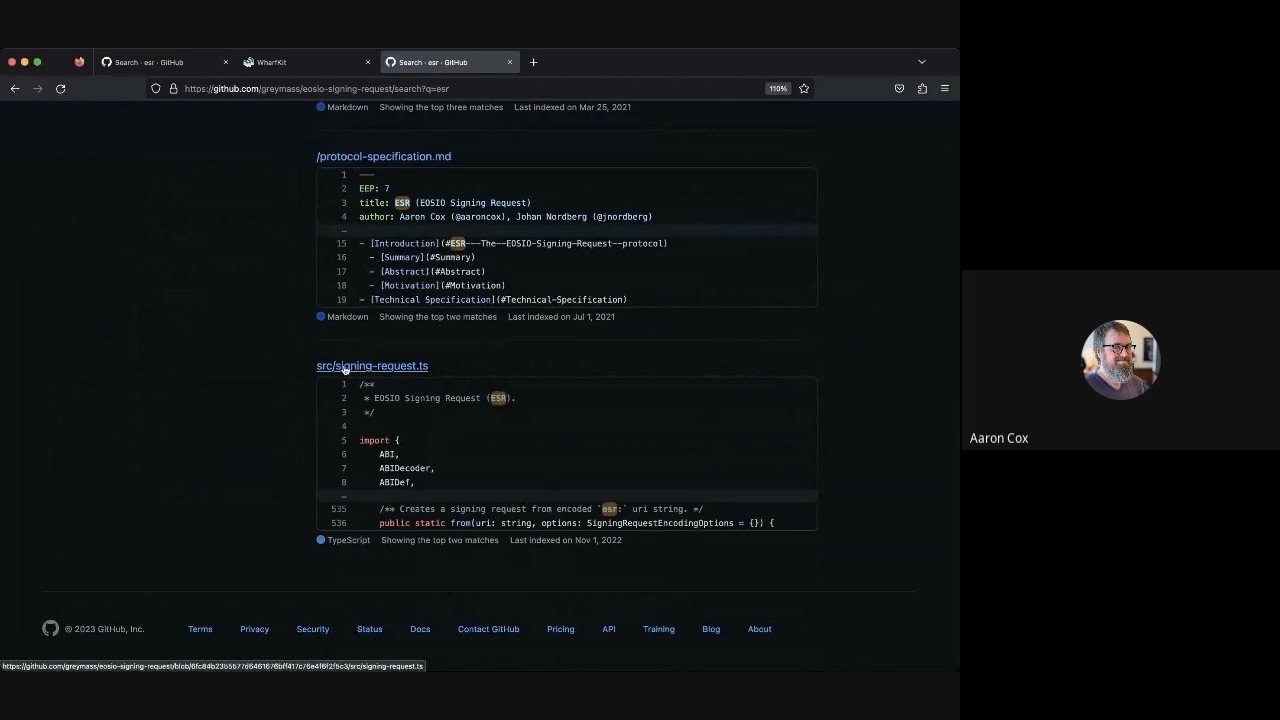 Search · esr · GitHub
WharfKit
Search · esr · GitHub
https://github.com/greymass/eosio-signing-request/search?q=esr
110%
Markdown Showing the top three matches Last indexed on Mar 25, 2021
/protocol-specification.md
1 ---
2 EEP: 7
3 title: ESR (EOSIO Signing Request)
4 author: Aaron Cox (@aaroncox), Johan Nordberg (@jnordberg)
…
15 - [Introduction](#ESR---The--EOSIO-Signing-Request--protocol)
16 - [Summary](#Summary)
17 - [Abstract](#Abstract)
18 - [Motivation](#Motivation)
19 - [Technical Specification](#Technical-Specification)
Markdown Showing the top two matches Last indexed on Jul 1, 2021
src/signing-request.ts
1 /**
2 * EOSIO Signing Request (ESR).
3 */
4
5 import {
6 ABI,
7 ABIDecoder,
8 ABIDef,
…
535 /** Creates a signing request from encoded `esr:` uri string. */
536 public static from(uri: string, options: SigningRequestEncodingOptions = {}) {
TypeScript Showing the top two matches Last indexed on Nov 1, 2022
© 2023 GitHub, Inc. Terms Privacy Security Status Docs Contact GitHub Pricing API Training Blog About
Aaron Cox